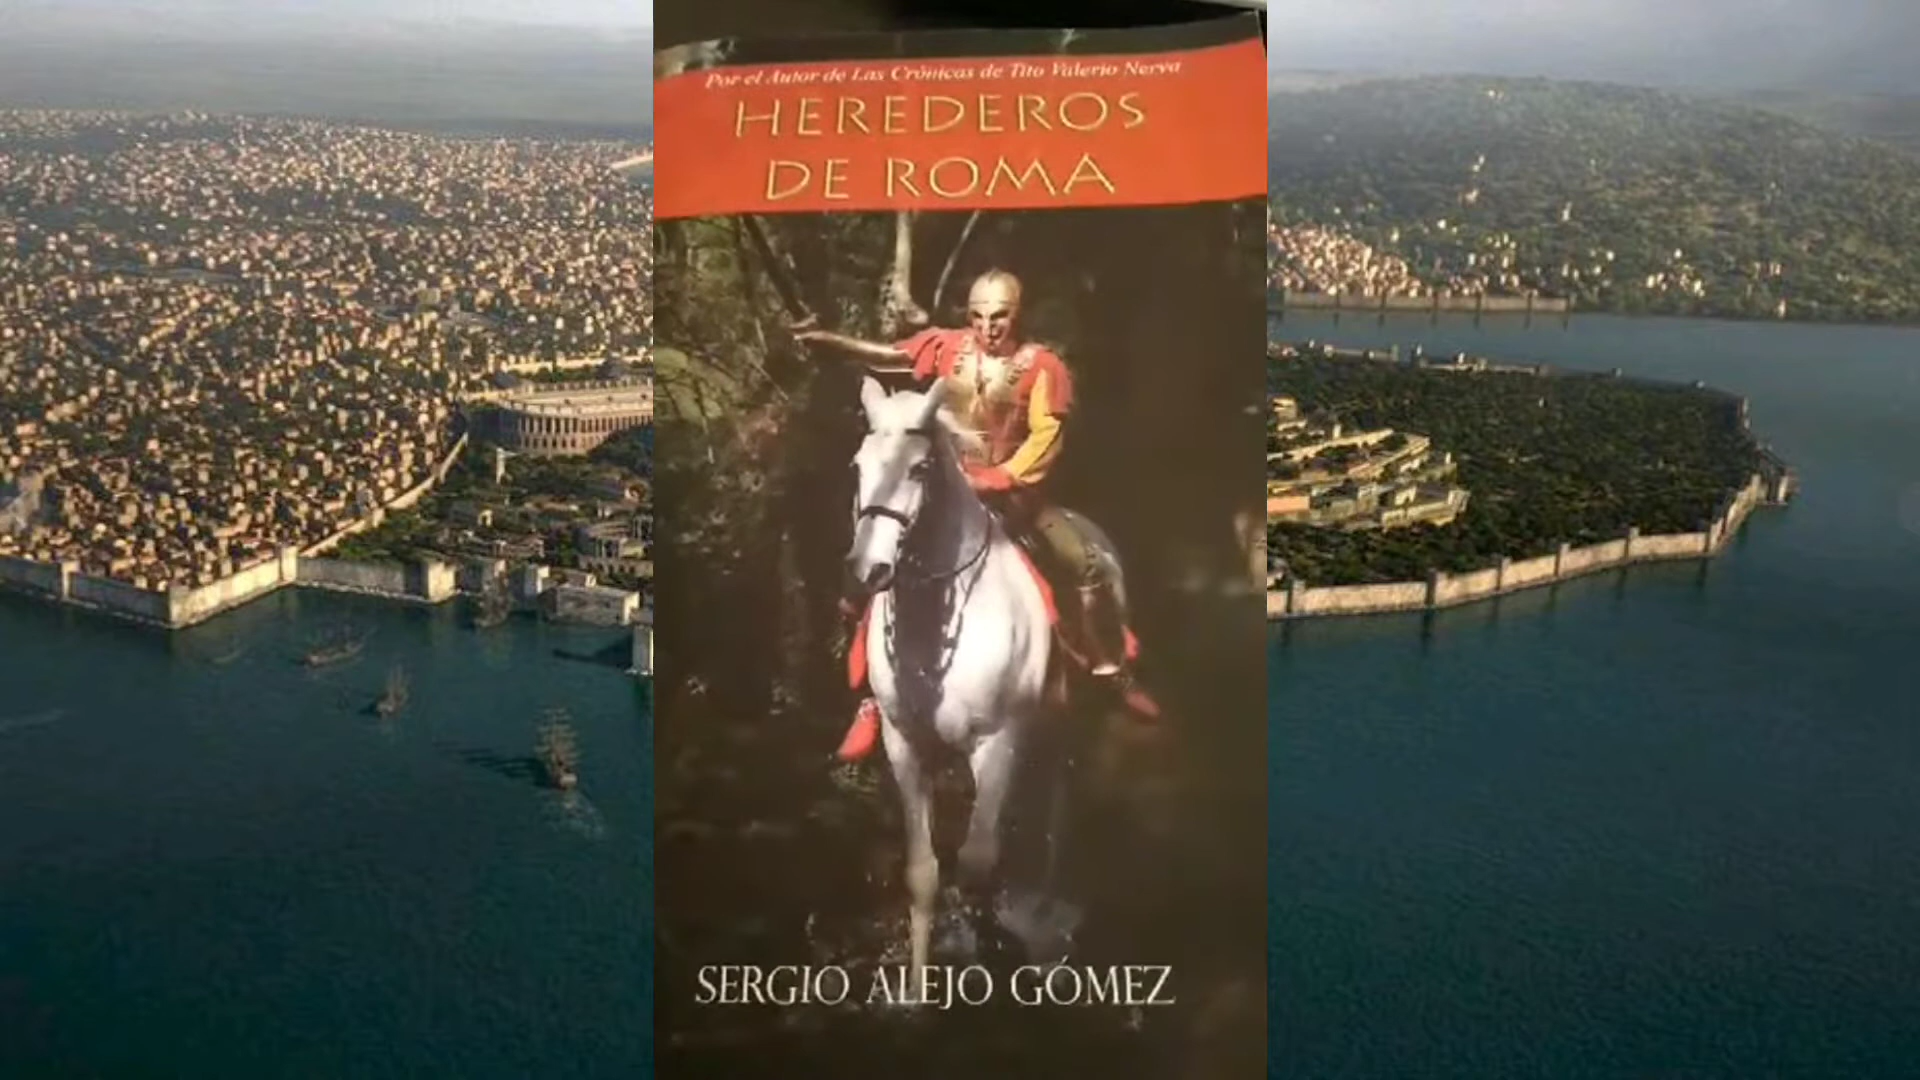 Por el Autor de Las Crónicas de Tito Valerio Nerva
HEREDEROS
DE ROMA
SERGIO ALEJO GÓMEZ